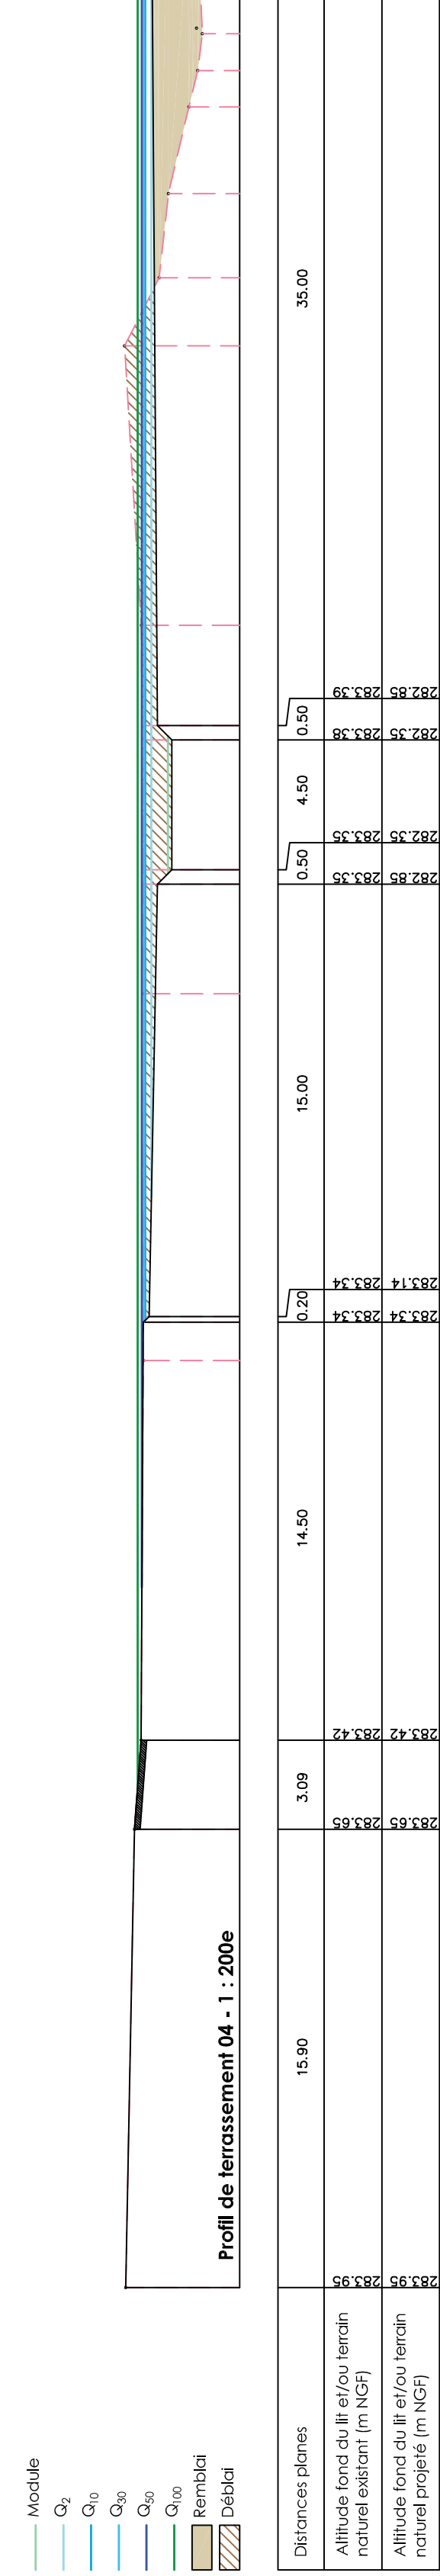 Module
Q2
Q10
Q30
Q50
Q100
Remblai
Déblai
Profil de terrassement 04 - 1 : 200e
Distances planes
15.90
3.09
14.50
0.20
15.00
0.50
4.50
0.50
35.00
Altitude fond du lit et/ou terrain
naturel existant (m NGF)
283.95
283.65
283.42
283.34
283.34
283.35
283.35
283.38
283.39
Altitude fond du lit et/ou terrain
naturel projeté (m NGF)
283.95
283.65
283.42
283.34
283.14
282.85
282.35
282.35
282.85